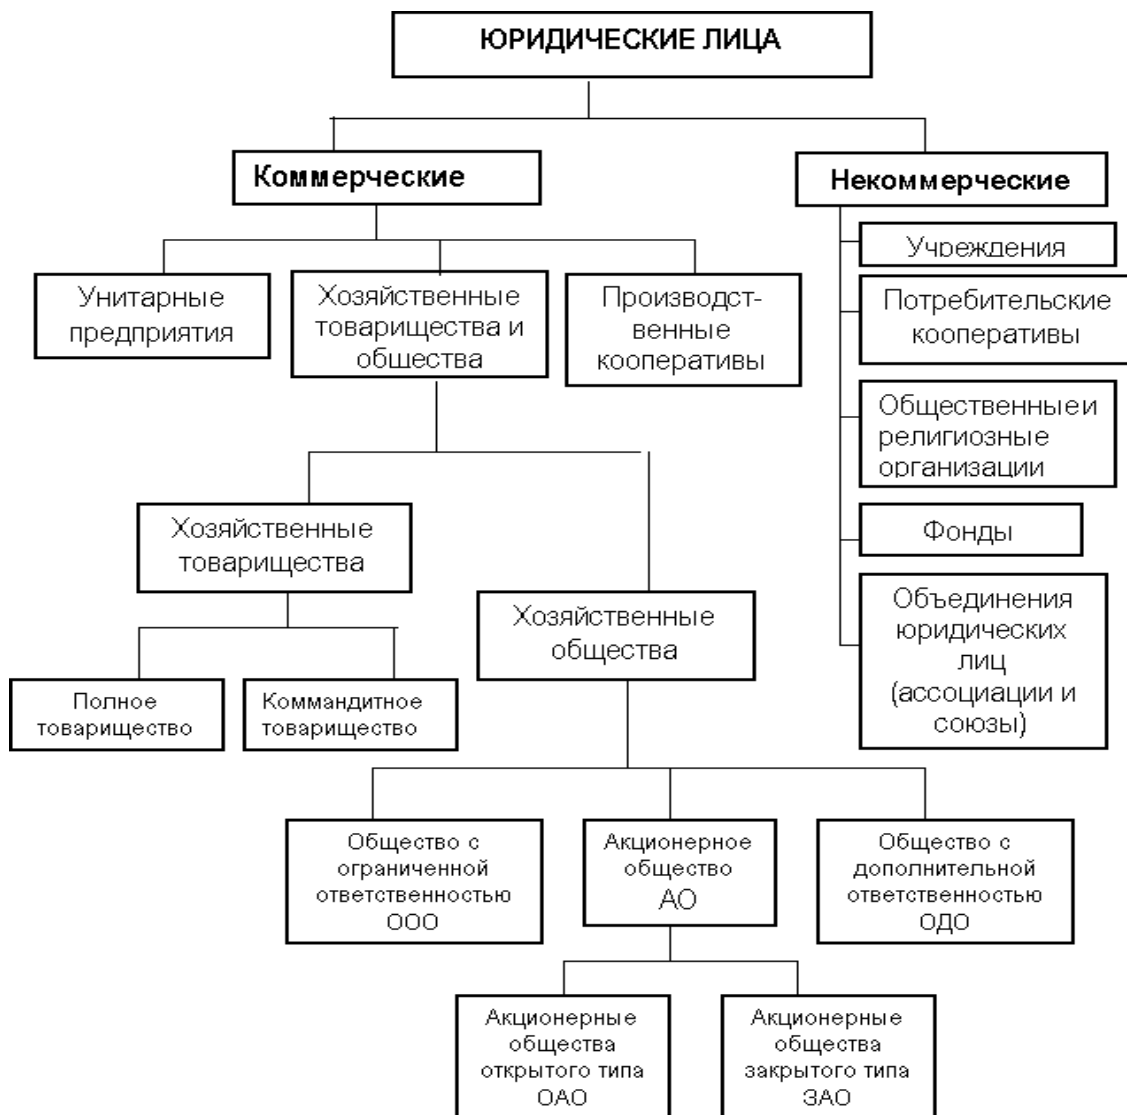 ЮРИДИЧЕСКИЕ ЛИЦА
Коммерческие
Некоммерческие
Унитарные
предприятия
Хозяйственные
товарищества и
общества
Производст-
венные
кооперативы
Учреждения
Потребительские
кооперативы
Общественные и
религиозные
организации
Фонды
Объединения
юридических
лиц
(ассоциации и
союзы)
Хозяйственные
товарищества
Хозяйственные
общества
Полное
товарищество
Коммандитное
товарищество
Общество с
ограниченной
ответственностью
ООО
Акционерное
общество
АО
Общество с
дополнительной
ответственностью
ОДО
Акционерные
общества
открытого типа
ОАО
Акционерные
общества
закрытого типа
ЗАО